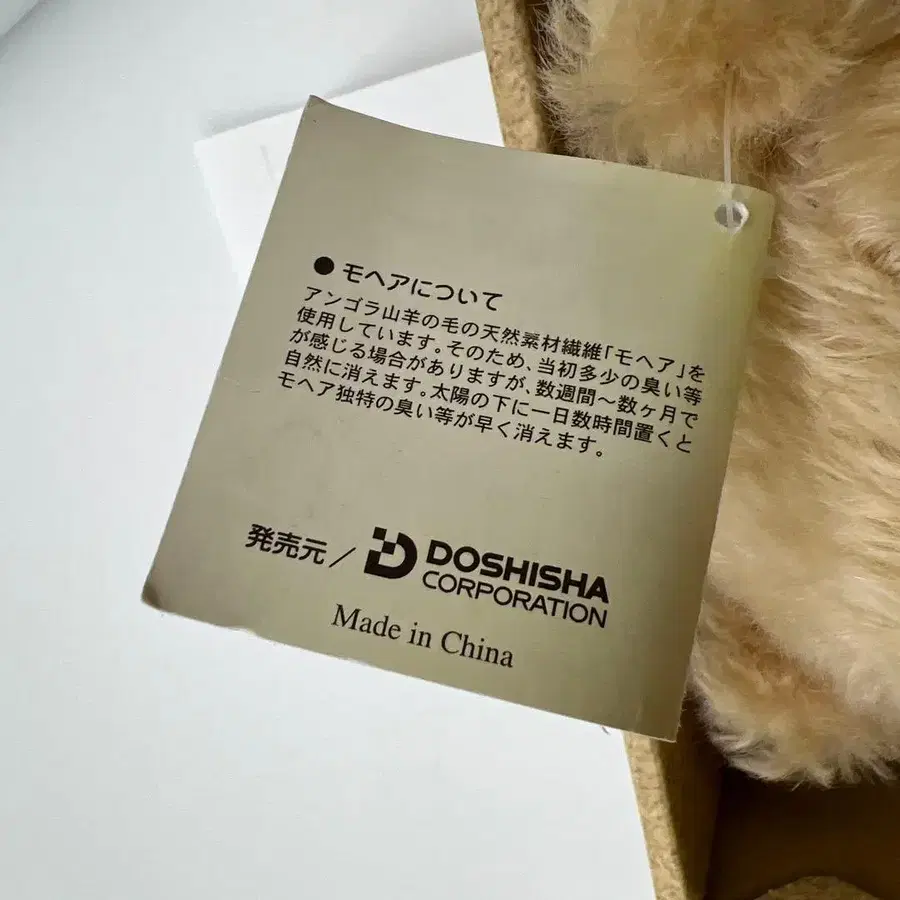 ● モヘアについて
アンゴラ山羊の毛の天然素材繊維「モヘア」を
使用しています。そのため、当初多少の臭い等
が感じる場合がありますが、数週間～数ヶ月で
自然に消えます。太陽の下に一日数時間置くと
モヘア独特の臭い等が早く消えます。
発売元/ DOSHISHA
CORPORATION
Made in China